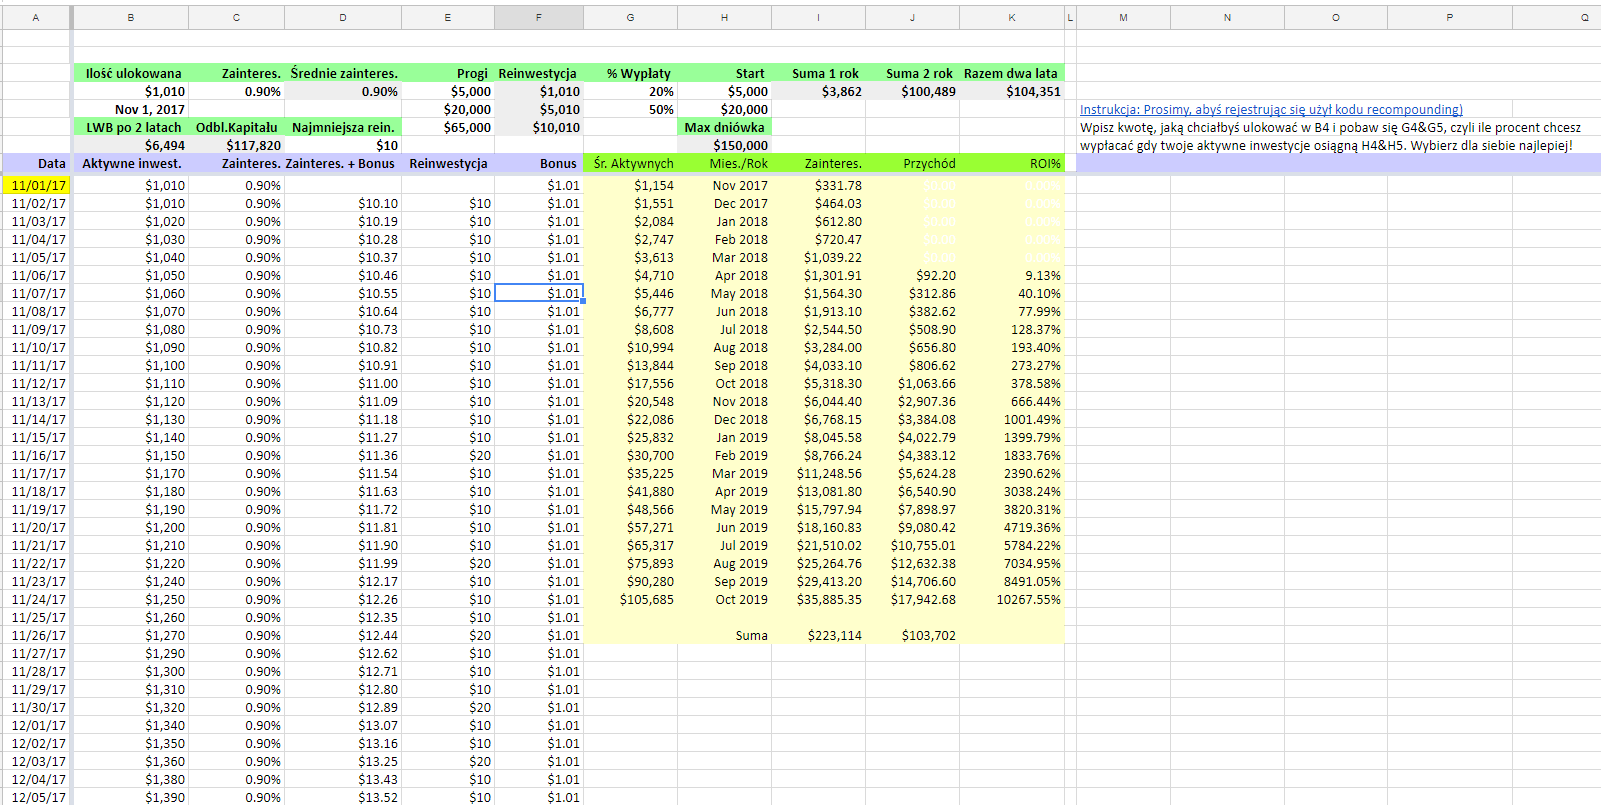 A B C D E F G H I J K L M N O P Q
Ilość ulokowana Zainteres. Średnie zainteres. Progi Reinwestycja % Wypłaty Start Suma 1 rok Suma 2 rok Razem dwa lata
$1,010 0.90% 0.90% $5,000 $1,010 20% $5,000 $3,862 $100,489 $104,351
Nov 1, 2017 $20,000 $5,010 50% $20,000 Instrukcja: Prosimy, abyś rejestrując się użył kodu recompounding)
LWB po 2 latach Odbl.Kapitału Najmniejsza rein. $65,000 $10,010 Max dniówka Wpisz kwotę, jaką chciałbyś ulokować w B4 i pobaw się G4&G5, czyli ile procent chcesz
$6,494 $117,820 $10 $150,000 wypłacać gdy twoje aktywne inwestycje osiągną H4&H5. Wybierz dla siebie najlepiej!
Data Aktywne inwest. Zainteres. Zainteres. + Bonus Reinwestycja Bonus Śr. Aktywnych Mies./Rok Zainteres. Przychód ROI%
11/01/17 $1,010 0.90% $1.01 $1,154 Nov 2017 $331.78 $0.00 0.00%
11/02/17 $1,010 0.90% $10.10 $10 $1.01 $1,551 Dec 2017 $464.03 $0.00 0.00%
11/03/17 $1,020 0.90% $10.19 $10 $1.01 $2,084 Jan 2018 $612.80 $0.00 0.00%
11/04/17 $1,030 0.90% $10.28 $10 $1.01 $2,747 Feb 2018 $720.47 $0.00 0.00%
11/05/17 $1,040 0.90% $10.37 $10 $1.01 $3,613 Mar 2018 $1,039.22 $0.00 0.00%
11/06/17 $1,050 0.90% $10.46 $10 $1.01 $4,710 Apr 2018 $1,301.91 $92.20 9.13%
11/07/17 $1,060 0.90% $10.55 $10 $1.01 $5,446 May 2018 $1,564.30 $312.86 40.10%
11/08/17 $1,070 0.90% $10.64 $10 $1.01 $6,777 Jun 2018 $1,913.10 $382.62 77.99%
11/09/17 $1,080 0.90% $10.73 $10 $1.01 $8,608 Jul 2018 $2,544.50 $508.90 128.37%
11/10/17 $1,090 0.90% $10.82 $10 $1.01 $10,994 Aug 2018 $3,284.00 $656.80 193.40%
11/11/17 $1,100 0.90% $10.91 $10 $1.01 $13,844 Sep 2018 $4,033.10 $806.62 273.27%
11/12/17 $1,110 0.90% $11.00 $10 $1.01 $17,556 Oct 2018 $5,318.30 $1,063.66 378.58%
11/13/17 $1,120 0.90% $11.09 $10 $1.01 $20,548 Nov 2018 $6,044.40 $2,907.36 666.44%
11/14/17 $1,130 0.90% $11.18 $10 $1.01 $22,086 Dec 2018 $6,768.15 $3,384.08 1001.49%
11/15/17 $1,140 0.90% $11.27 $10 $1.01 $25,832 Jan 2019 $8,045.58 $4,022.79 1399.79%
11/16/17 $1,150 0.90% $11.36 $20 $1.01 $30,700 Feb 2019 $8,766.24 $4,383.12 1833.76%
11/17/17 $1,170 0.90% $11.54 $10 $1.01 $35,225 Mar 2019 $11,248.56 $5,624.28 2390.62%
11/18/17 $1,180 0.90% $11.63 $10 $1.01 $41,880 Apr 2019 $13,081.80 $6,540.90 3038.24%
11/19/17 $1,190 0.90% $11.72 $10 $1.01 $48,566 May 2019 $15,797.94 $7,898.97 3820.31%
11/20/17 $1,200 0.90% $11.81 $10 $1.01 $57,271 Jun 2019 $18,160.83 $9,080.42 4719.36%
11/21/17 $1,210 0.90% $11.90 $10 $1.01 $65,317 Jul 2019 $21,510.02 $10,755.01 5784.22%
11/22/17 $1,220 0.90% $11.99 $20 $1.01 $75,893 Aug 2019 $25,264.76 $12,632.38 7034.95%
11/23/17 $1,240 0.90% $12.17 $10 $1.01 $90,280 Sep 2019 $29,413.20 $14,706.60 8491.05%
11/24/17 $1,250 0.90% $12.26 $10 $1.01 $105,685 Oct 2019 $35,885.35 $17,942.68 10267.55%
11/25/17 $1,260 0.90% $12.35 $10 $1.01
11/26/17 $1,270 0.90% $12.44 $20 $1.01 Suma $223,114 $103,702
11/27/17 $1,290 0.90% $12.62 $10 $1.01
11/28/17 $1,300 0.90% $12.71 $10 $1.01
11/29/17 $1,310 0.90% $12.80 $10 $1.01
11/30/17 $1,320 0.90% $12.89 $20 $1.01
12/01/17 $1,340 0.90% $13.07 $10 $1.01
12/02/17 $1,350 0.90% $13.16 $10 $1.01
12/03/17 $1,360 0.90% $13.25 $20 $1.01
12/04/17 $1,380 0.90% $13.43 $10 $1.01
12/05/17 $1,390 0.90% $13.52 $10 $1.01